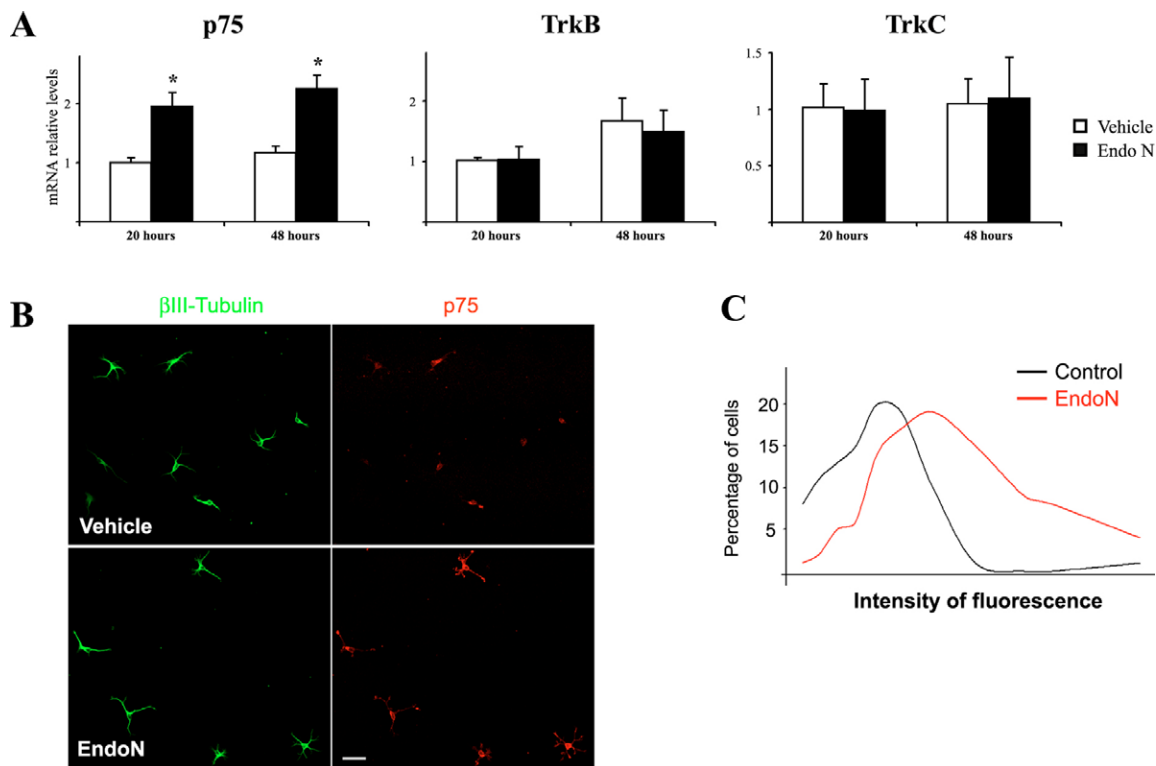 A
p75
TrkB
TrkC
mRNA relative levels
2
1
20 hours
48 hours
2
1
20 hours
48 hours
1.5
1
0.5
0
20 hours
48 hours
Vehicle
Endo N
B
βIII-Tubulin
p75
Vehicle
EndoN
C
Control
EndoN
Percentage of cells
20
15
10
5
Intensity of fluorescence